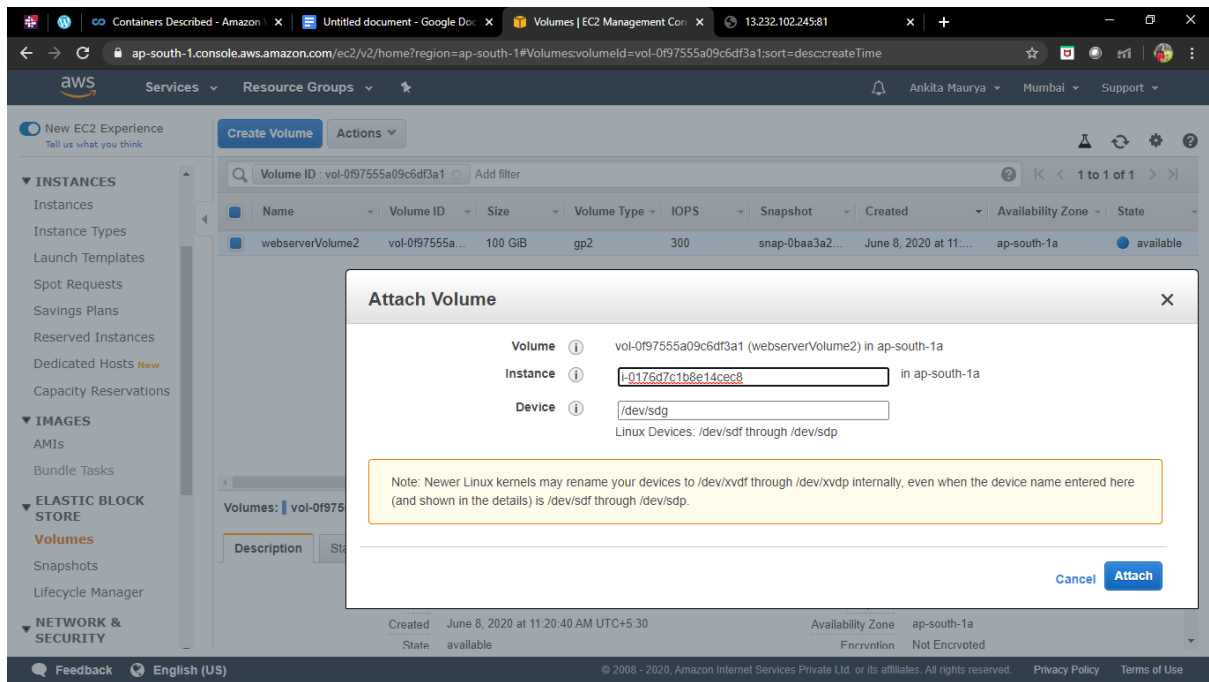 Containers Described - Amazon
Untitled document - Google Doc
Volumes | EC2 Management Con
13.232.102.245:81
ap-south-1.console.aws.amazon.com/ec2/v2/home?region=ap-south-1#Volumes:volumeId=vol-0f97555a09c6df3a1;sort=desc:createTime
aws Services Resource Groups Ankita Maurya Mumbai Support
New EC2 Experience
Tell us what you think
Create Volume Actions
INSTANCES
Instances
Instance Types
Launch Templates
Spot Requests
Savings Plans
Reserved Instances
Dedicated Hosts New
Capacity Reservations
IMAGES
AMIs
Bundle Tasks
ELASTIC BLOCK
STORE
Volumes
Snapshots
Lifecycle Manager
NETWORK &
SECURITY
Volume ID : vol-0f97555a09c6df3a1 Add filter 1 to 1 of 1
Name Volume ID Size Volume Type IOPS Snapshot Created Availability Zone State
webserverVolume2 vol-0f97555a... 100 GiB gp2 300 snap-0baa3a2... June 8, 2020 at 11:... ap-south-1a available
Attach Volume
Volume vol-0f97555a09c6df3a1 (webserverVolume2) in ap-south-1a
Instance i-0176d7c1b8e14cec8 in ap-south-1a
Device /dev/sdg
Linux Devices: /dev/sdf through /dev/sdp
Note: Newer Linux kernels may rename your devices to /dev/xvdf through /dev/xvdp internally, even when the device name entered here
(and shown in the details) is /dev/sdf through /dev/sdp.
Cancel Attach
Volumes: vol-0f975
Description Sta
Created June 8, 2020 at 11:20:40 AM UTC+5:30 Availability Zone ap-south-1a
State available Encryption Not Encrypted
Feedback English (US) © 2008 - 2020, Amazon Internet Services Private Ltd. or its affiliates. All rights reserved. Privacy Policy Terms of Use